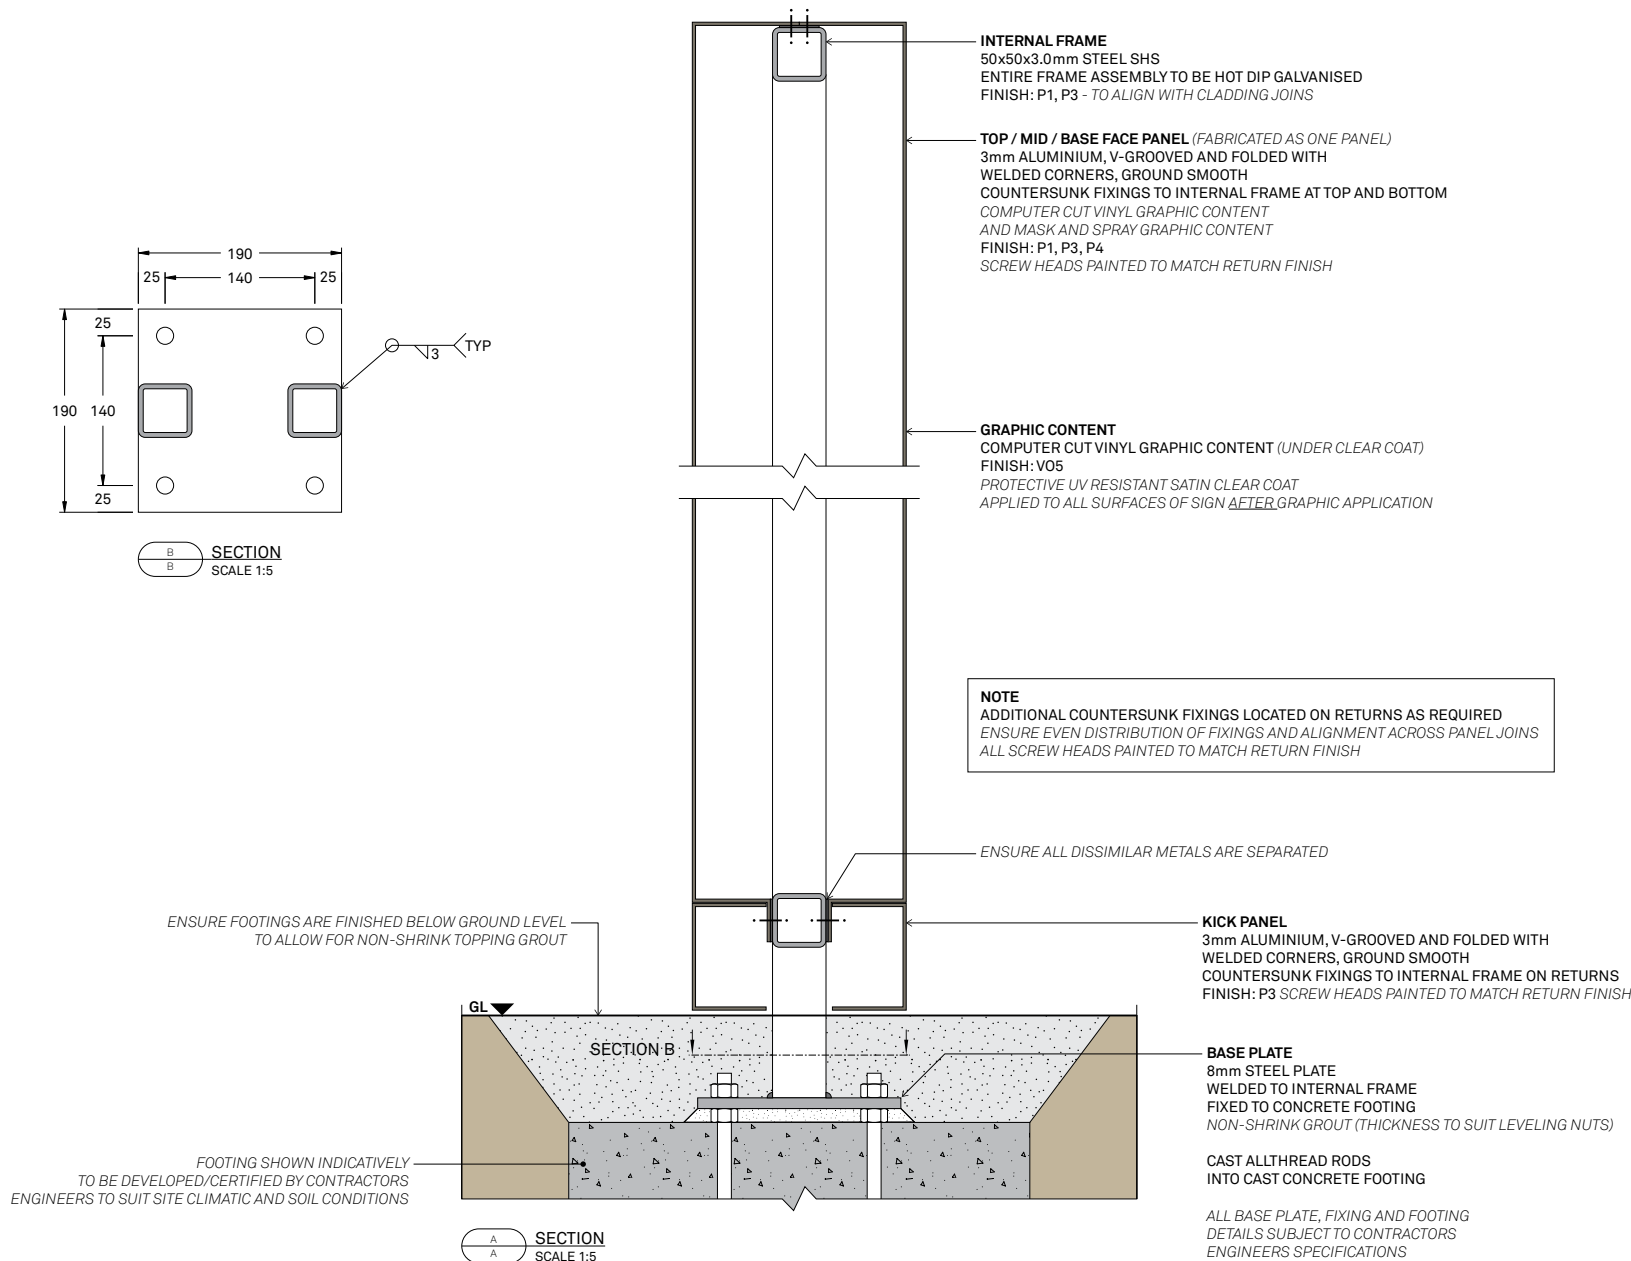 INTERNAL FRAME
50x50x3.0mm STEEL SHS
ENTIRE FRAME ASSEMBLY TO BE HOT DIP GALVANISED
FINISH: P1, P3 - TO ALIGN WITH CLADDING JOINS
TOP / MID / BASE FACE PANEL (FABRICATED AS ONE PANEL)
3mm ALUMINIUM, V-GROOVED AND FOLDED WITH
WELDED CORNERS, GROUND SMOOTH
COUNTERSUNK FIXINGS TO INTERNAL FRAME AT TOP AND BOTTOM
COMPUTER CUT VINYL GRAPHIC CONTENT
AND MASK AND SPRAY GRAPHIC CONTENT
FINISH: P1, P3, P4
SCREW HEADS PAINTED TO MATCH RETURN FINISH
190
25 140 25
25
190 140
25
3 TYP
B
B
SECTION
SCALE 1:5
GRAPHIC CONTENT
COMPUTER CUT VINYL GRAPHIC CONTENT (UNDER CLEAR COAT)
FINISH: VO5
PROTECTIVE UV RESISTANT SATIN CLEAR COAT
APPLIED TO ALL SURFACES OF SIGN AFTER GRAPHIC APPLICATION
NOTE
ADDITIONAL COUNTERSUNK FIXINGS LOCATED ON RETURNS AS REQUIRED
ENSURE EVEN DISTRIBUTION OF FIXINGS AND ALIGNMENT ACROSS PANEL JOINS
ALL SCREW HEADS PAINTED TO MATCH RETURN FINISH
ENSURE ALL DISSIMILAR METALS ARE SEPARATED
ENSURE FOOTINGS ARE FINISHED BELOW GROUND LEVEL
TO ALLOW FOR NON-SHRINK TOPPING GROUT
KICK PANEL
3mm ALUMINIUM, V-GROOVED AND FOLDED WITH
WELDED CORNERS, GROUND SMOOTH
COUNTERSUNK FIXINGS TO INTERNAL FRAME ON RETURNS
FINISH: P3 SCREW HEADS PAINTED TO MATCH RETURN FINISH
GL
SECTION B
BASE PLATE
8mm STEEL PLATE
WELDED TO INTERNAL FRAME
FIXED TO CONCRETE FOOTING
NON-SHRINK GROUT (THICKNESS TO SUIT LEVELING NUTS)
CAST ALLTHREAD RODS
INTO CAST CONCRETE FOOTING
ALL BASE PLATE, FIXING AND FOOTING
DETAILS SUBJECT TO CONTRACTORS
ENGINEERS SPECIFICATIONS
FOOTING SHOWN INDICATIVELY
TO BE DEVELOPED/CERTIFIED BY CONTRACTORS
ENGINEERS TO SUIT SITE CLIMATIC AND SOIL CONDITIONS
A
A
SECTION
SCALE 1:5